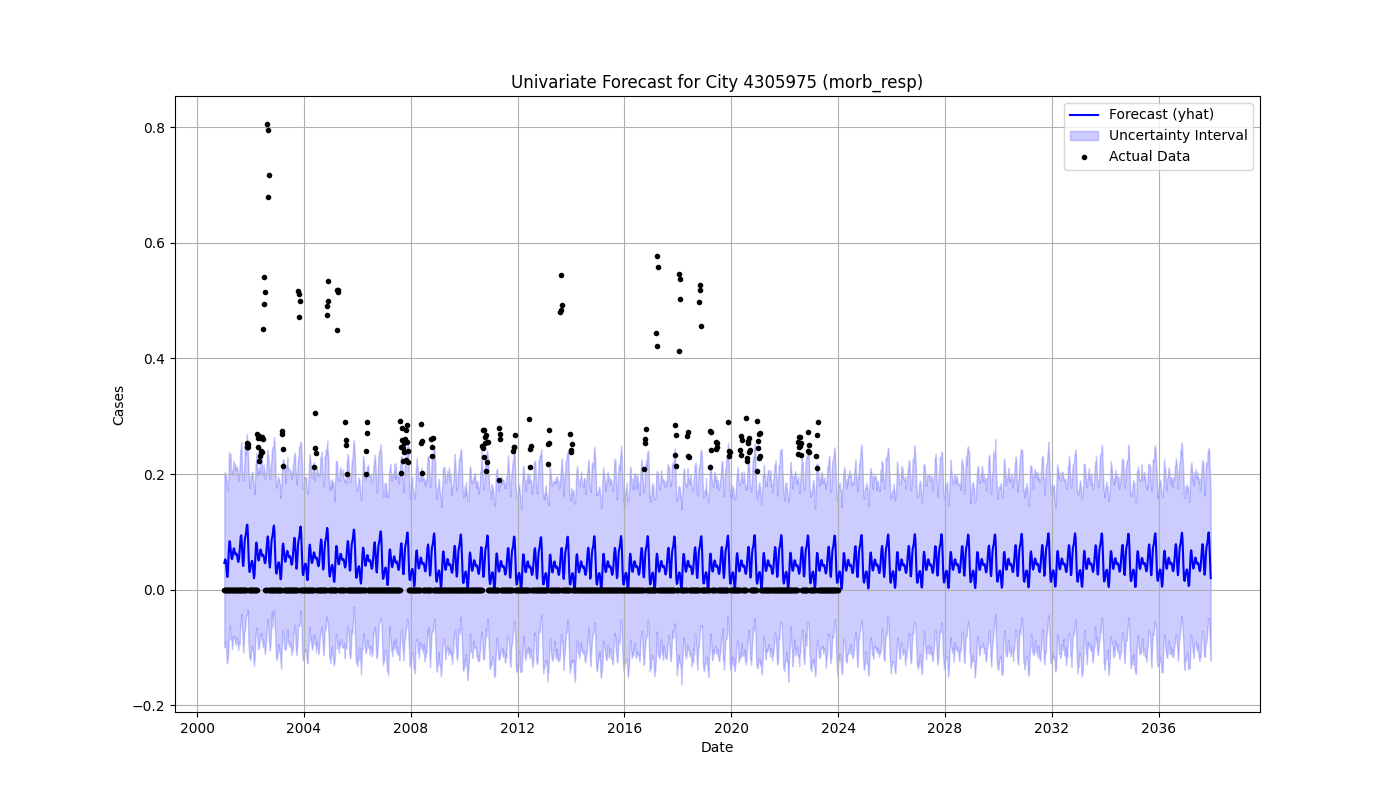 Univariate Forecast for City 4305975 (morb_resp)
Forecast (yhat)
Uncertainty Interval
Actual Data
0.8
0.6
0.4
0.2
0.0
−0.2
Cases
2000 2004 2008 2012 2016 2020 2024 2028 2032 2036
Date